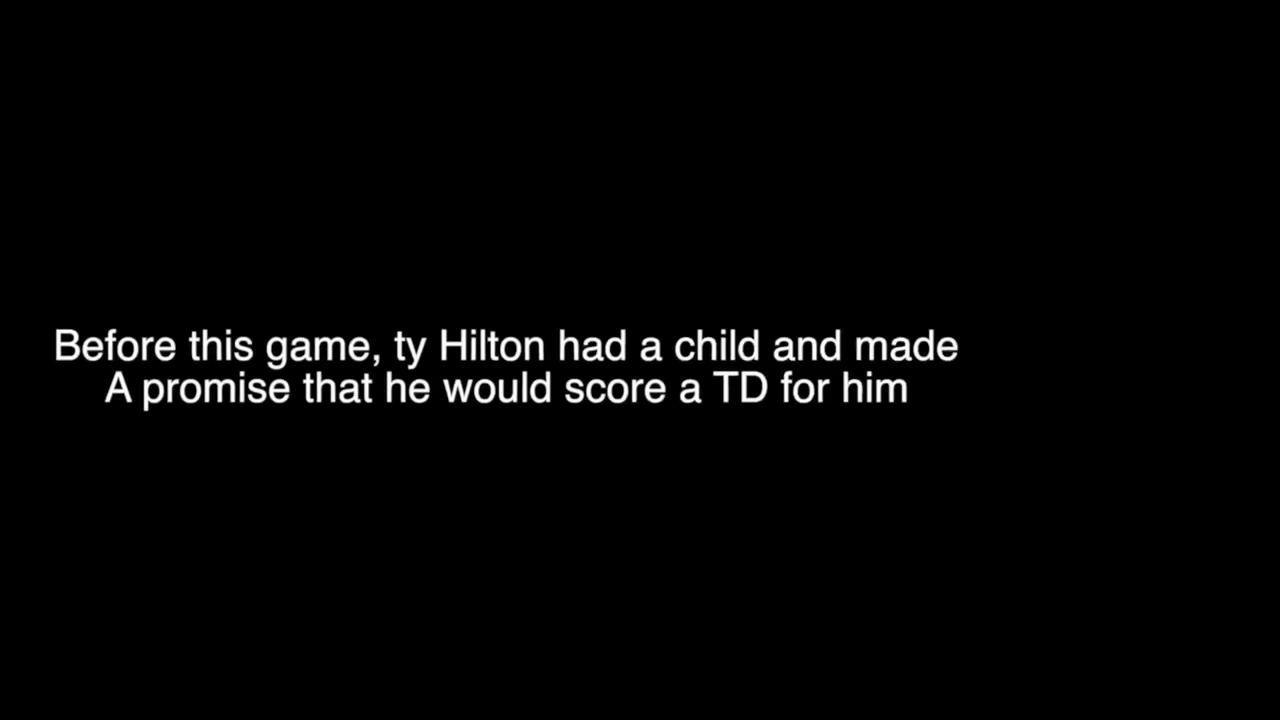 Before this game, ty Hilton had a child and made
A promise that he would score a TD for him